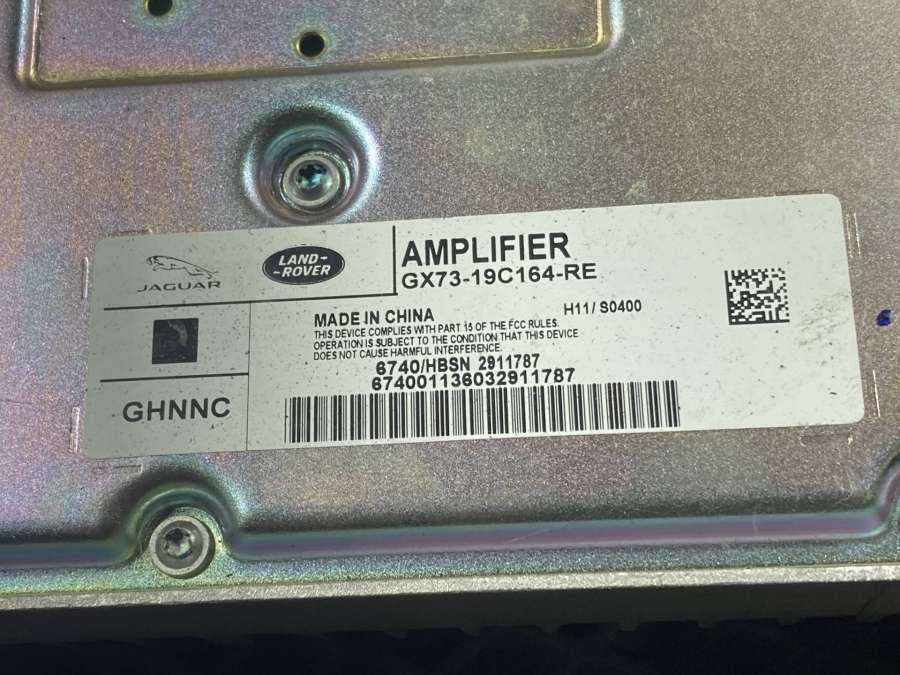 JAGUAR
LAND-
-ROVER
AMPLIFIER
GX73-19C164-RE
MADE IN CHINA
H11/ S0400
THIS DEVICE COMPLIES WITH PART 15 OF THE FCC RULES.
OPERATION IS SUBJECT TO THE CONDITION THAT THIS DEVICE
DOES NOT CAUSE HARMFUL INTERFERENCE.
6740/HBSN 2911787
674001136032911787
GHNNC